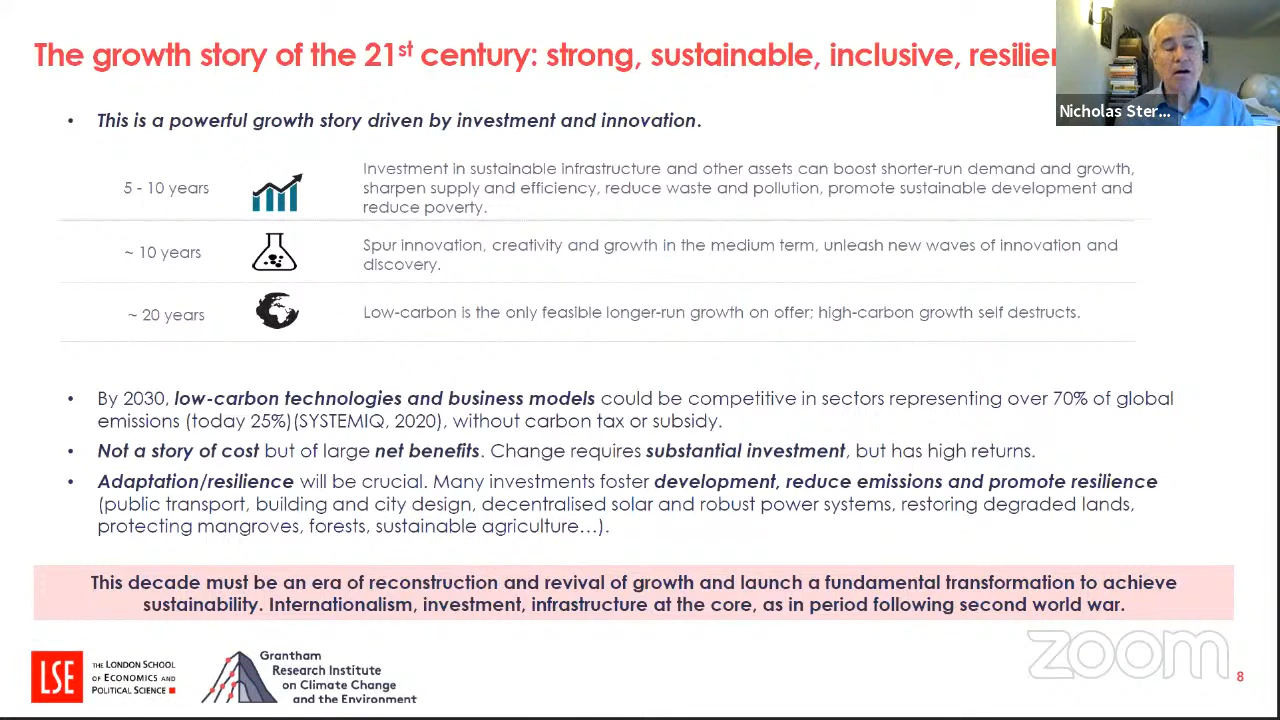 The growth story of the 21st century: strong, sustainable, inclusive, resilien
Nicholas Ster...
• This is a powerful growth story driven by investment and innovation.
5 - 10 years
Investment in sustainable infrastructure and other assets can boost shorter-run demand and growth,
sharpen supply and efficiency, reduce waste and pollution, promote sustainable development and
reduce poverty.
~ 10 years
Spur innovation, creativity and growth in the medium term, unleash new waves of innovation and
discovery.
~ 20 years
Low-carbon is the only feasible longer-run growth on offer; high-carbon growth self destructs.
• By 2030, low-carbon technologies and business models could be competitive in sectors representing over 70% of global
emissions (today 25%)(SYSTEMIQ, 2020), without carbon tax or subsidy.
• Not a story of cost but of large net benefits. Change requires substantial investment, but has high returns.
• Adaptation/resilience will be crucial. Many investments foster development, reduce emissions and promote resilience
(public transport, building and city design, decentralised solar and robust power systems, restoring degraded lands,
protecting mangroves, forests, sustainable agriculture…).
This decade must be an era of reconstruction and revival of growth and launch a fundamental transformation to achieve
sustainability. Internationalism, investment, infrastructure at the core, as in period following second world war.
LSE
THE LONDON SCHOOL
OF ECONOMICS AND
POLITICAL SCIENCE
Grantham
Research Institute
on Climate Change
and the Environment
zoom
8